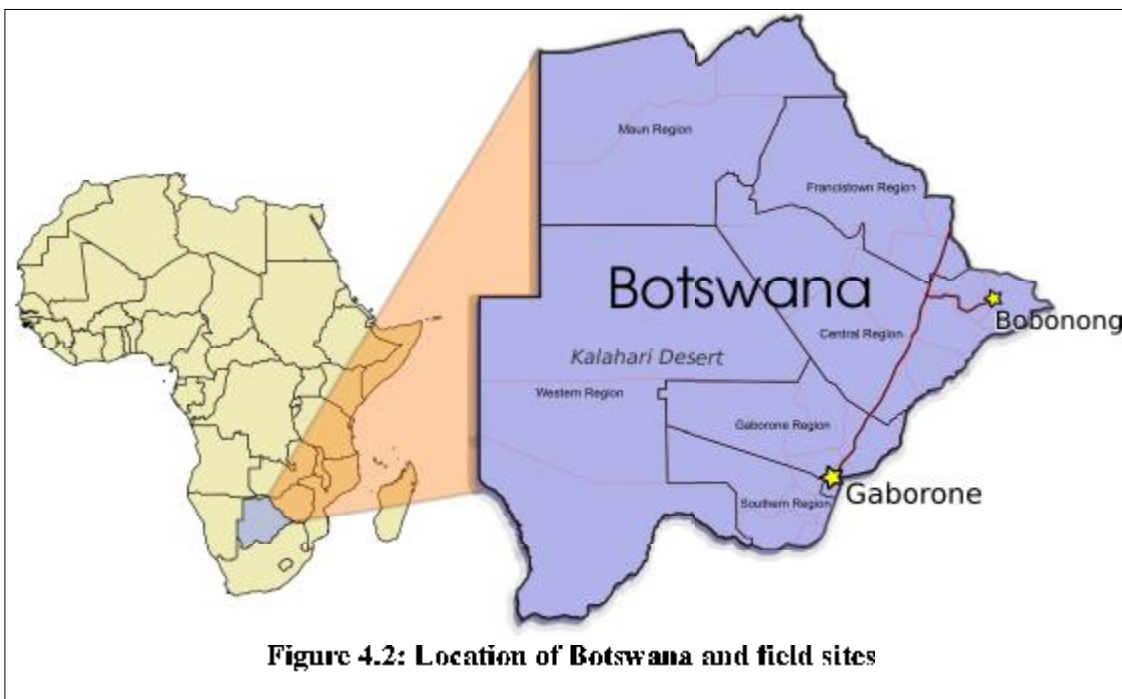 Maun Region
Francistown Region
Botswana
Bobonong
Central Region
Kalahari Desert
Western Region
Gaborone Region
Gaborone
Southern Region
Figure 4.2: Location of Botswana and field sites